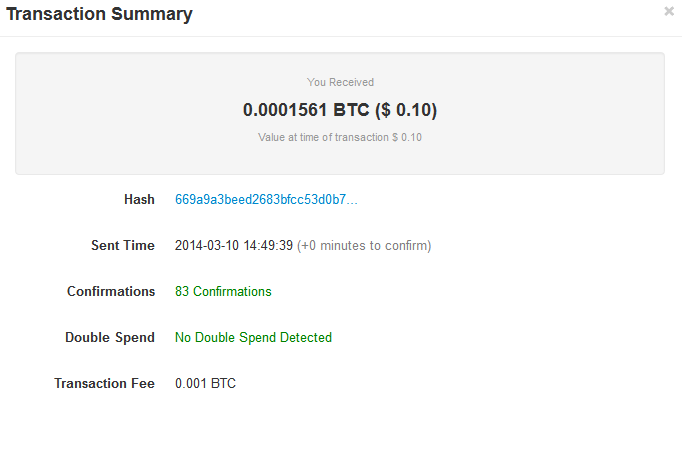 Transaction Summary ×
You Received
0.0001561 BTC ($ 0.10)
Value at time of transaction $ 0.10
Hash 669a9a3beed2683bfcc53d0b7...
Sent Time 2014-03-10 14:49:39 (+0 minutes to confirm)
Confirmations 83 Confirmations
Double Spend No Double Spend Detected
Transaction Fee 0.001 BTC